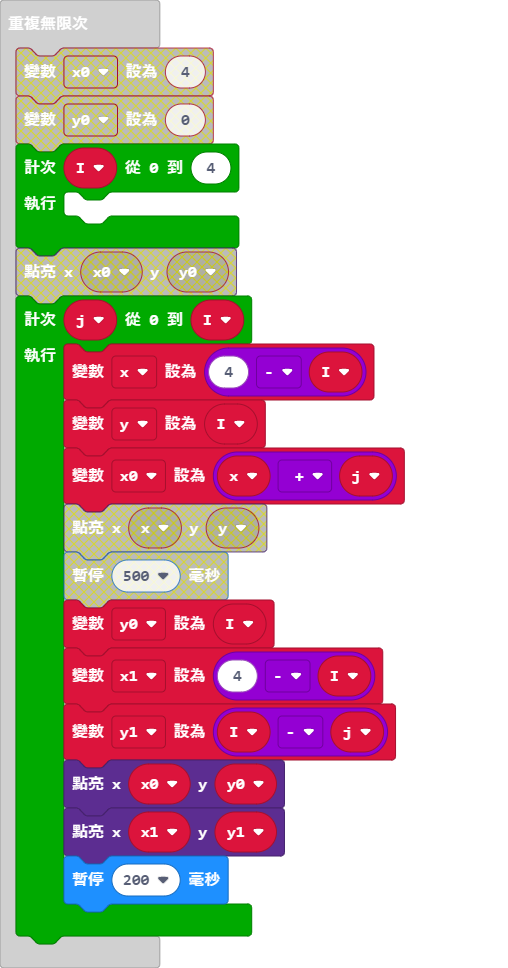 重複無限次
變數 x0 設為 4
變數 y0 設為 0
計次 I 從 0 到 4
執行
點亮 x x0 y y0
計次 j 從 0 到 I
執行
變數 x 設為 4 - I
變數 y 設為 I
變數 x0 設為 x + j
點亮 x x y y
暫停 500 毫秒
變數 y0 設為 I
變數 x1 設為 4 - I
變數 y1 設為 I - j
點亮 x x0 y y0
點亮 x x1 y y1
暫停 200 毫秒